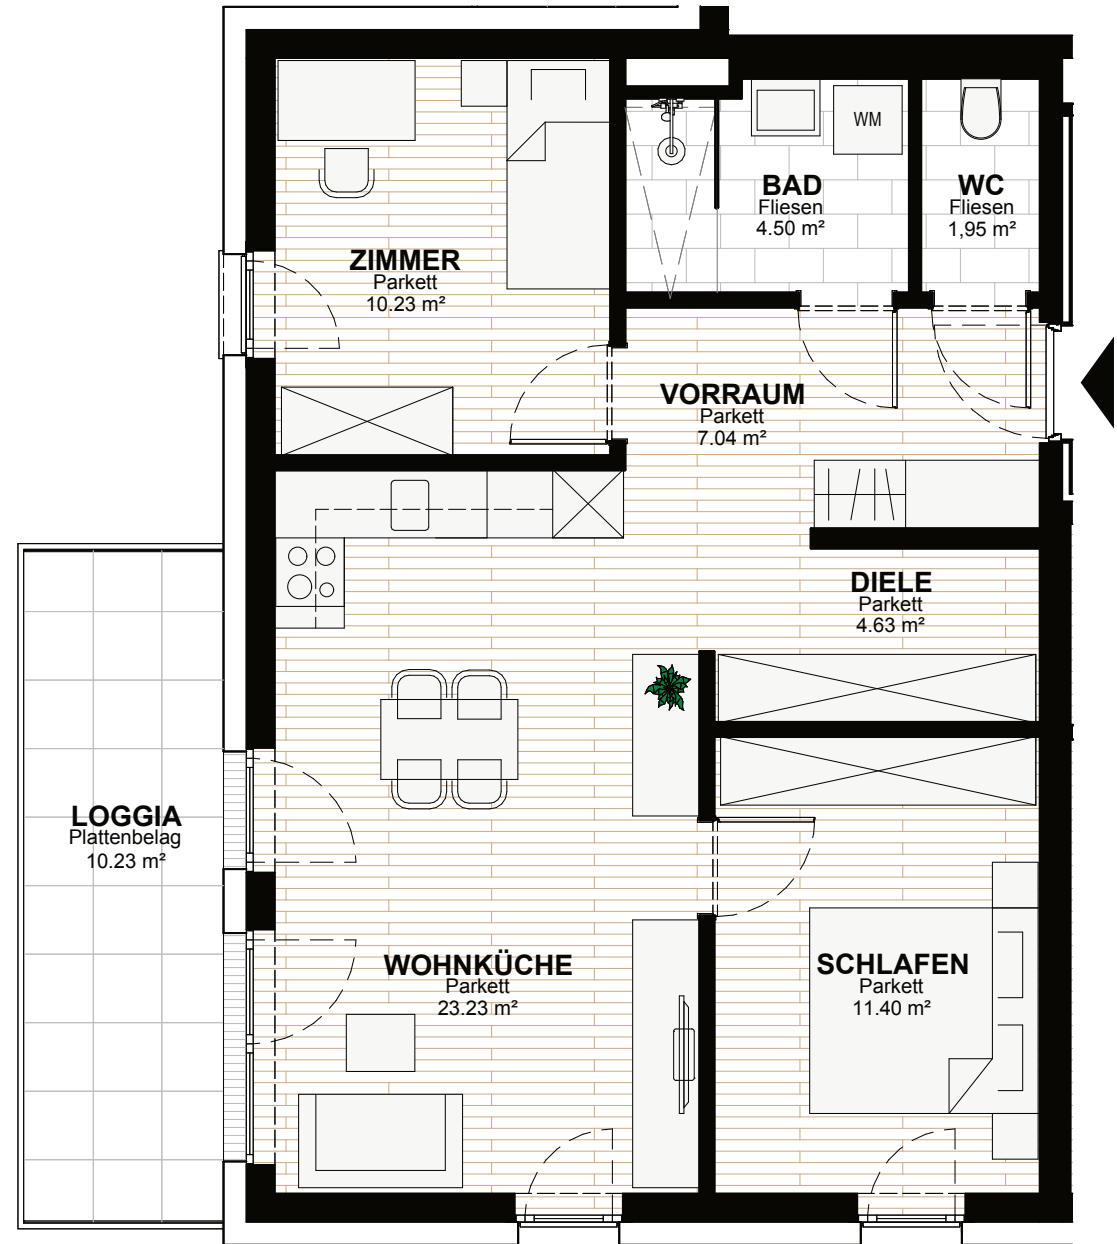 WM
BAD
Fliesen
4.50 m²
WC
Fliesen
1,95 m²
ZIMMER
Parkett
10.23 m²
VORRAUM
Parkett
7.04 m²
DIELE
Parkett
4.63 m²
LOGGIA
Plattenbelag
10.23 m²
WOHNKÜCHE
Parkett
23.23 m²
SCHLAFEN
Parkett
11.40 m²